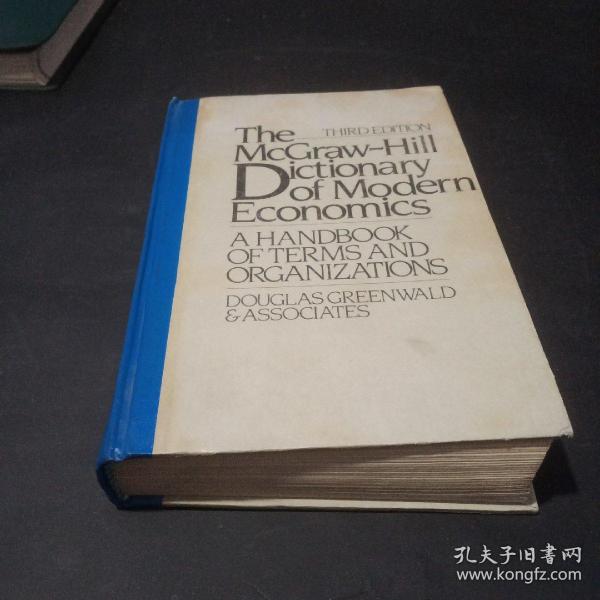 The THIRD EDITION
McGraw-Hill
Dictionary
of Modern
Economics
A HANDBOOK
OF TERMS AND
ORGANIZATIONS
DOUGLAS GREENWALD
& ASSOCIATES
孔夫子旧书网
www.kongfz.com